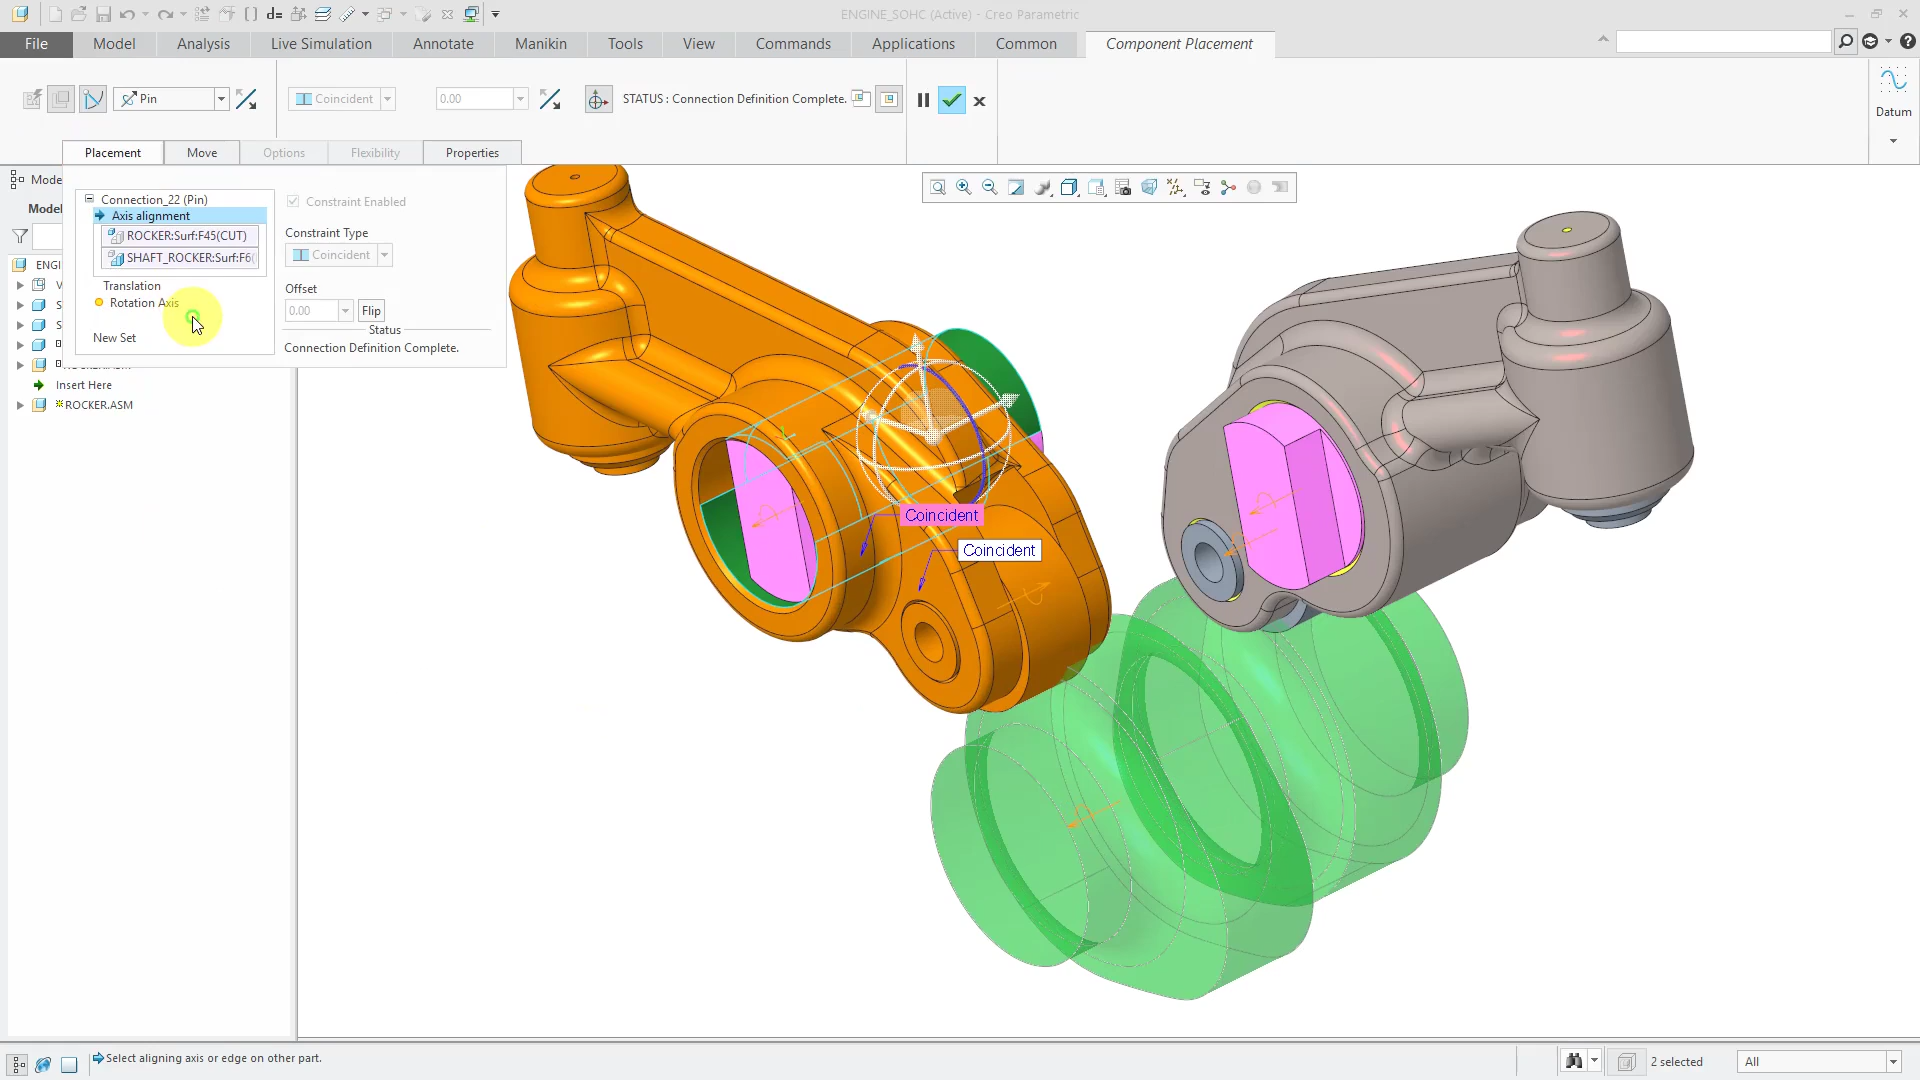 ENGINE_SOHC (Active) - Creo Parametric
File
Model
Analysis
Live Simulation
Annotate
Manikin
Tools
View
Commands
Applications
Common
Component Placement
Pin
Coincident
0.00
STATUS : Connection Definition Complete.
Datum
Placement
Move
Options
Flexibility
Properties
Mode
Model
Connection_22 (Pin)
Axis alignment
ROCKER:Surf:F45(CUT)
SHAFT_ROCKER:Surf:F6(
Translation
Rotation Axis
New Set
Constraint Enabled
Constraint Type
Coincident
Offset
0.00
Flip
Status
Connection Definition Complete.
ENGI
V
S
S
Insert Here
ROCKER.ASM
Coincident
Coincident
Select aligning axis or edge on other part.
2 selected
All